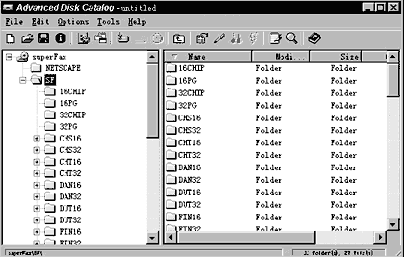 Advanced Disk Catalog -untitled
File Edit Options Tools Help
superFax
NETSCAPE
SF
16CHIP
16PG
32CHIP
32PG
CHS16
CHS32
CHT16
CHT32
DAN16
DAN32
DUT16
DUT32
FIN16
FIN32
Name Modi... Size
16CHIP Folder Folder
16PG Folder Folder
32CHIP Folder Folder
32PG Folder Folder
CHS16 Folder Folder
CHS32 Folder Folder
CHT16 Folder Folder
CHT32 Folder Folder
DAN16 Folder Folder
DAN32 Folder Folder
DUT16 Folder Folder
DUT32 Folder Folder
FIN16 Folder Folder
FIN32 Folder Folder
superFax\SF\